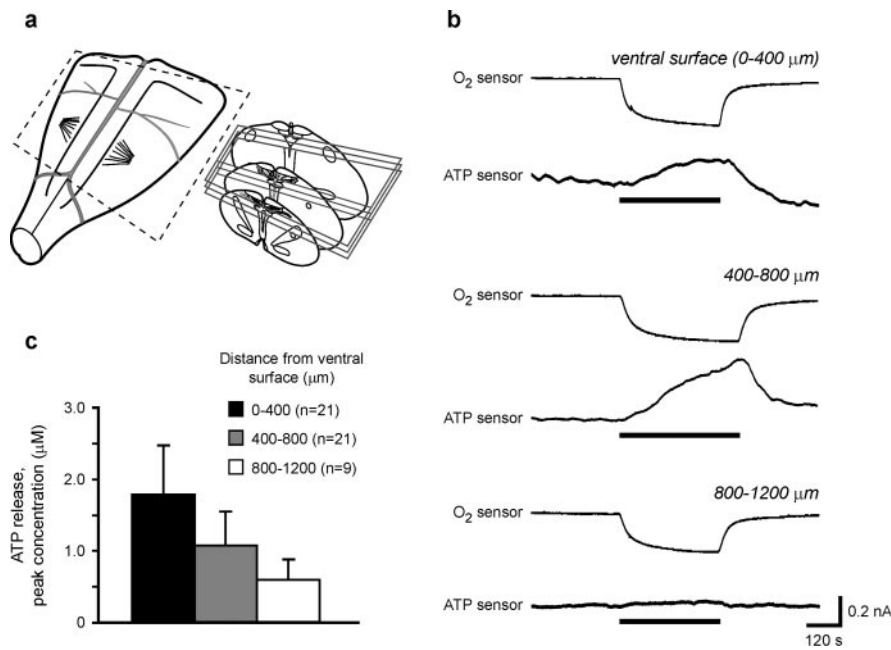 a
b
ventral surface (0-400 μm)
O2 sensor
ATP sensor
400-800 μm
O2 sensor
ATP sensor
800-1200 μm
O2 sensor
ATP sensor
0.2 nA
120 s
c
Distance from ventral
surface (μm)
0-400 (n=21)
400-800 (n=21)
800-1200 (n=9)
ATP release,
peak concentration (μM)
3.0
2.0
1.0
0